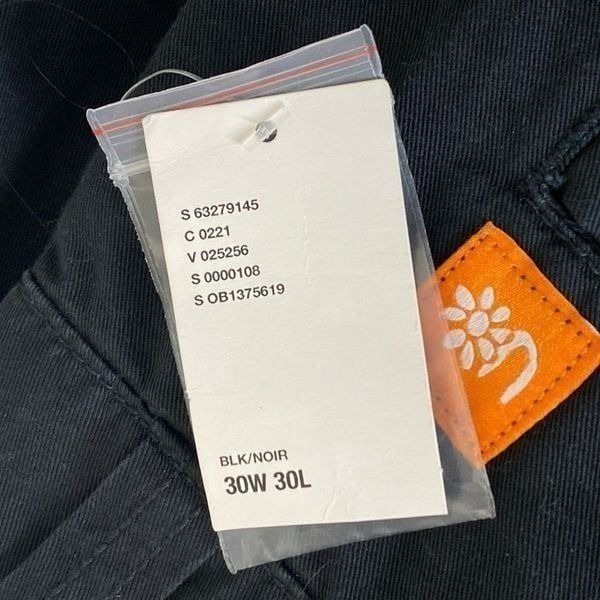 S 63279145
C 0221
V 025256
S 0000108
S OB1375619
BLK/NOIR
30W 30L